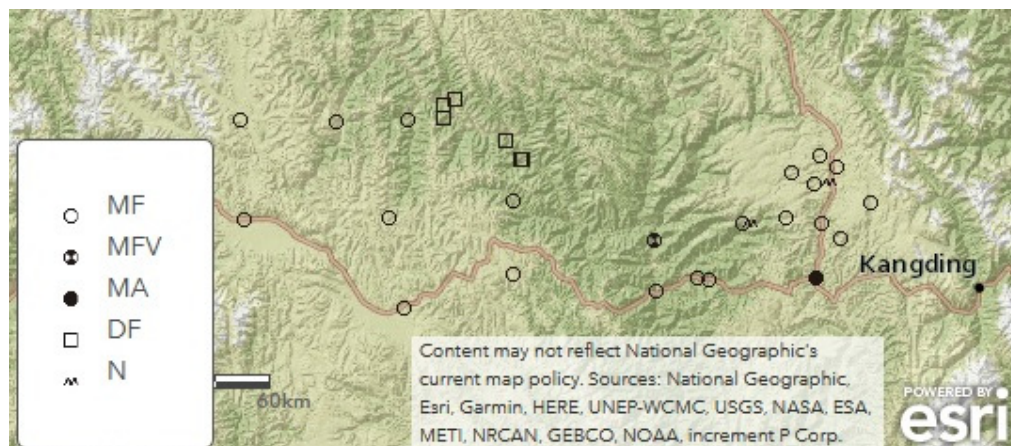 MF
MFV
MA
DF
N
60km
Kangding
Content may not reflect National Geographic's
current map policy. Sources: National Geographic,
Esri, Garmin, HERE, UNEP-WCMC, USGS, NASA, ESA,
METI, NRCAN, GEBCO, NOAA, increment P Corp.
POWERED BY
esri